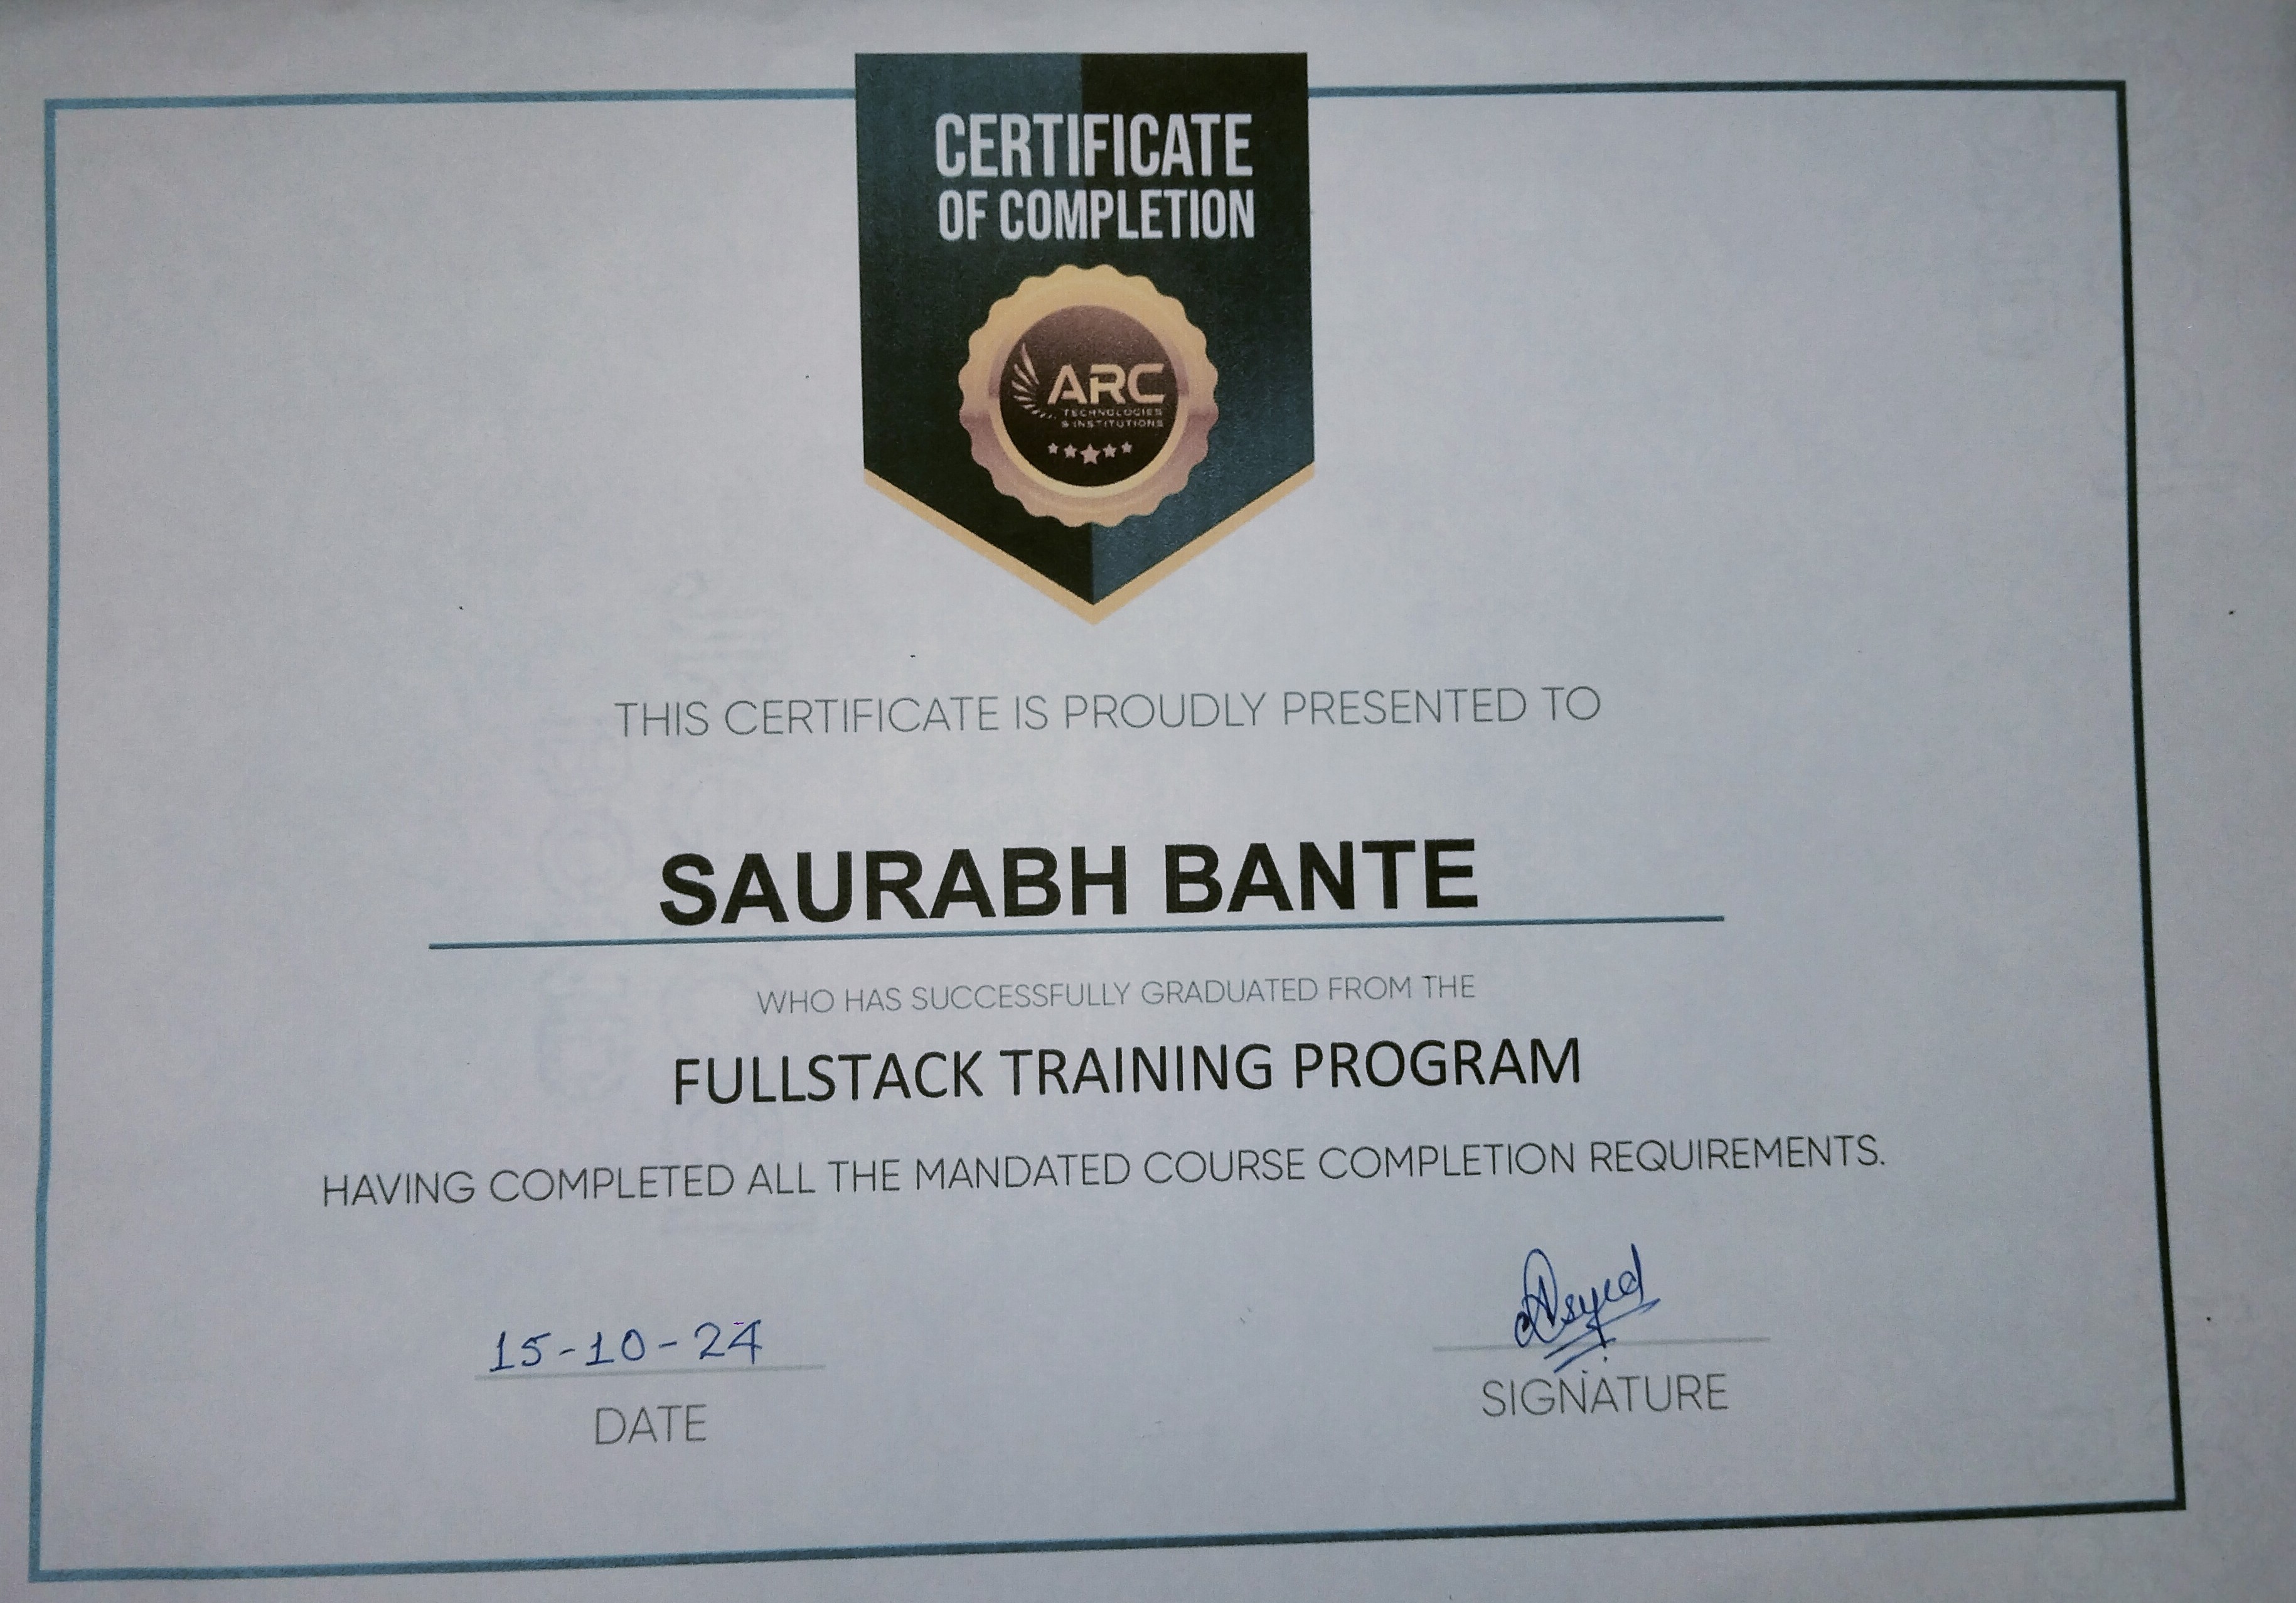 CERTIFICATE
OF COMPLETION
ARC
TECHNOLOGIES
& INSTITUTIONS
THIS CERTIFICATE IS PROUDLY PRESENTED TO
SAURABH BANTE
WHO HAS SUCCESSFULLY GRADUATED FROM THE
FULLSTACK TRAINING PROGRAM
HAVING COMPLETED ALL THE MANDATED COURSE COMPLETION REQUIREMENTS.
15-10-24
DATE
SIGNATURE